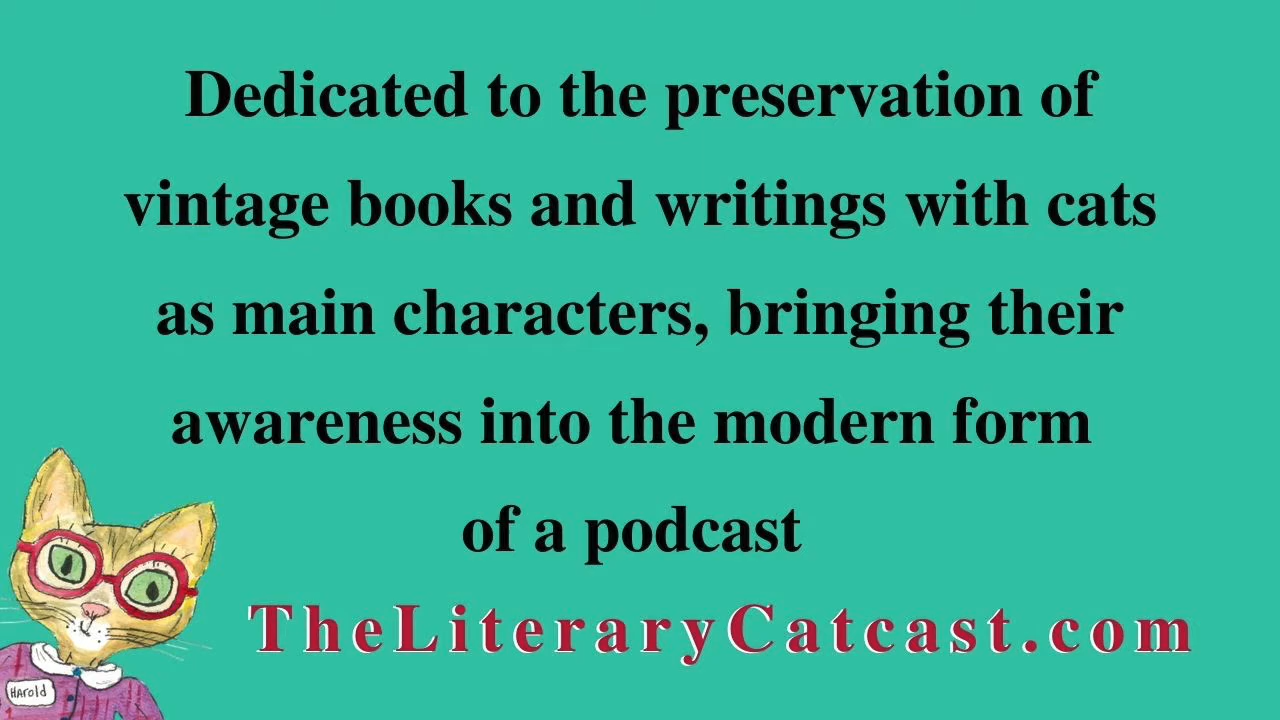 Dedicated to the preservation of
vintage books and writings with cats
as main characters, bringing their
awareness into the modern form
of a podcast
TheLiteraryCatcast.com
Harold